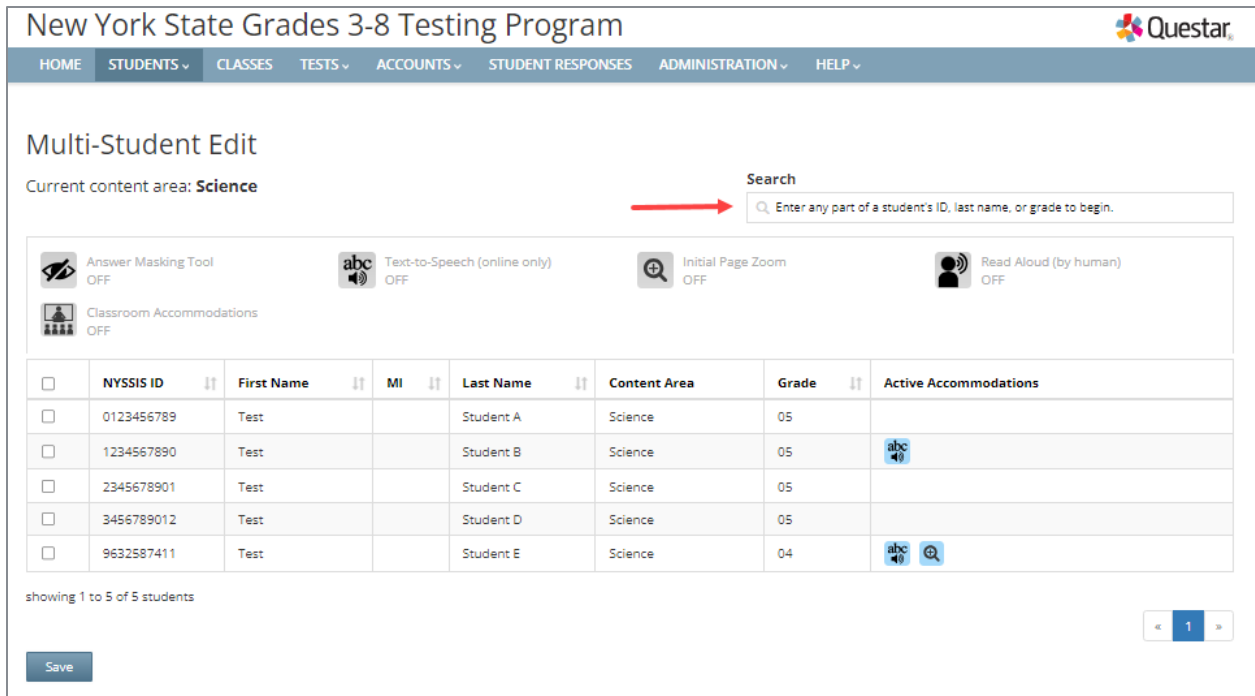 New York State Grades 3-8 Testing Program
Questar
HOME STUDENTS CLASSES TESTS ACCOUNTS STUDENT RESPONSES ADMINISTRATION HELP
Multi-Student Edit
Current content area: Science
Search
Enter any part of a student's ID, last name, or grade to begin.
Answer Masking Tool
OFF
abc Text-to-Speech (online only)
OFF
Initial Page Zoom
OFF
Read Aloud (by human)
OFF
Classroom Accommodations
OFF
NYSSIS ID First Name MI Last Name Content Area Grade Active Accommodations
0123456789 Test Student A Science 05
1234567890 Test Student B Science 05 abc
2345678901 Test Student C Science 05
3456789012 Test Student D Science 05
9632587411 Test Student E Science 04 abc
showing 1 to 5 of 5 students
« 1 »
Save